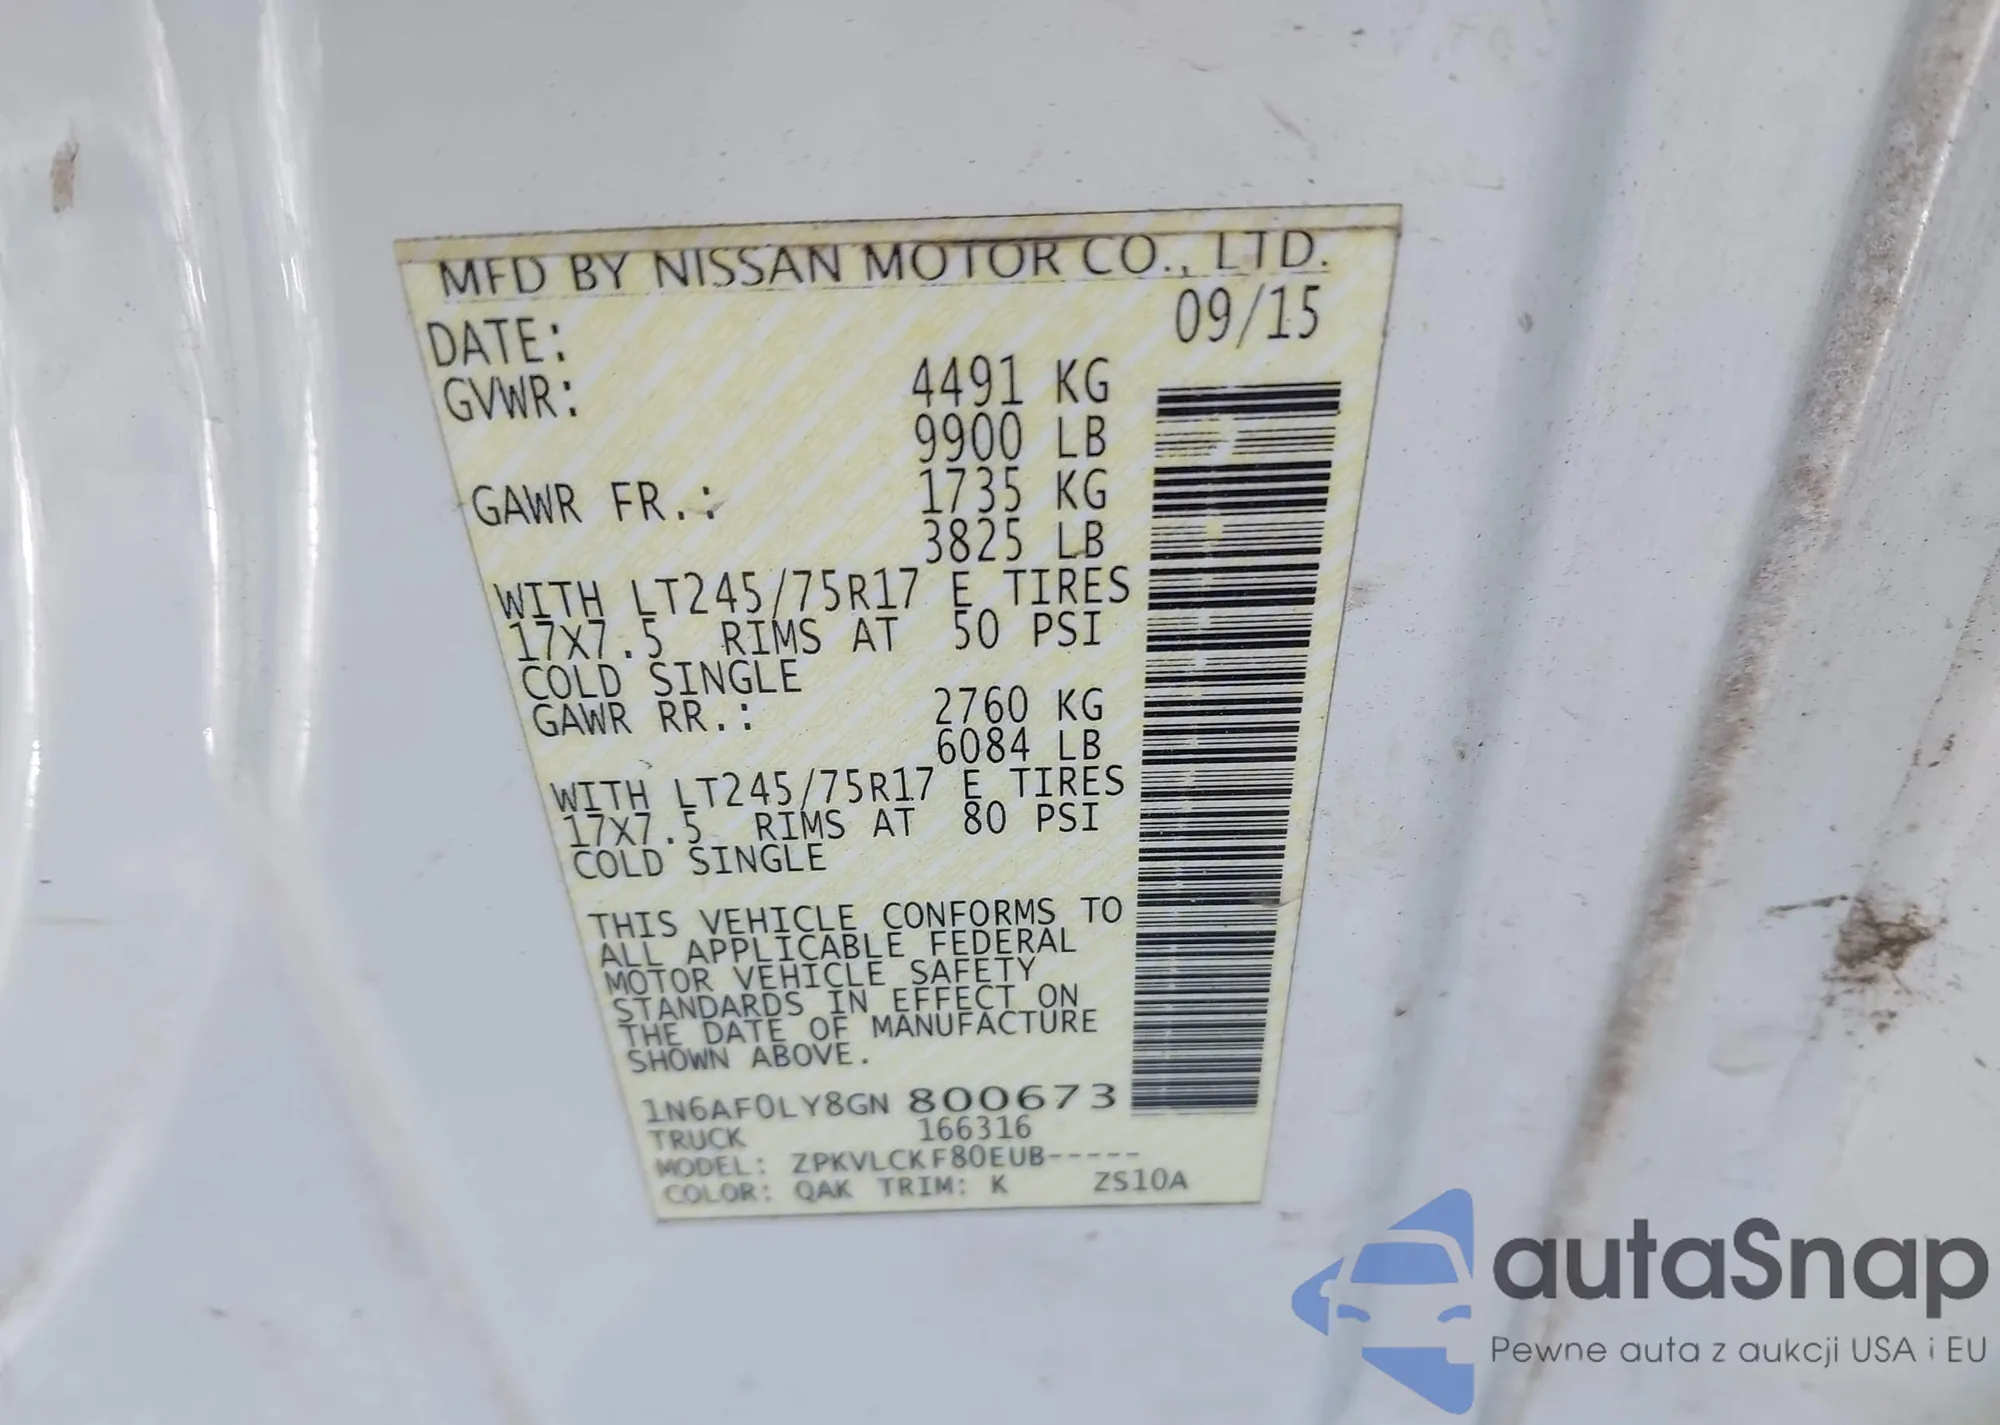 MFD BY NISSAN MOTOR CO., LTD.
DATE: 09/15
GVWR: 4491 KG
9900 LB
GAWR FR.: 1735 KG
3825 LB
WITH LT245/75R17 E TIRES
17X7.5 RIMS AT 50 PSI
COLD SINGLE
GAWR RR.: 2760 KG
6084 LB
WITH LT245/75R17 E TIRES
17X7.5 RIMS AT 80 PSI
COLD SINGLE
THIS VEHICLE CONFORMS TO
ALL APPLICABLE FEDERAL
MOTOR VEHICLE SAFETY
STANDARDS IN EFFECT ON
THE DATE OF MANUFACTURE
SHOWN ABOVE.
1N6AF0LY8GN 800673
TRUCK 166316
MODEL: ZPKVLCKF80EUB-----
COLOR: QAK TRIM: K ZS10A
autaSnap
Pewne auta z aukcji USA i EU